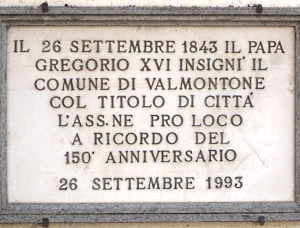 IL 26 SETTEMBRE 1843 IL PAPA
GREGORIO XVI INSIGNI' IL
COMUNE DI VALMONTONE
COL TITOLO DI CITTA'
L'ASS.NE PRO LOCO
A RICORDO DEL
150° ANNIVERSARIO
26 SETTEMBRE 1993